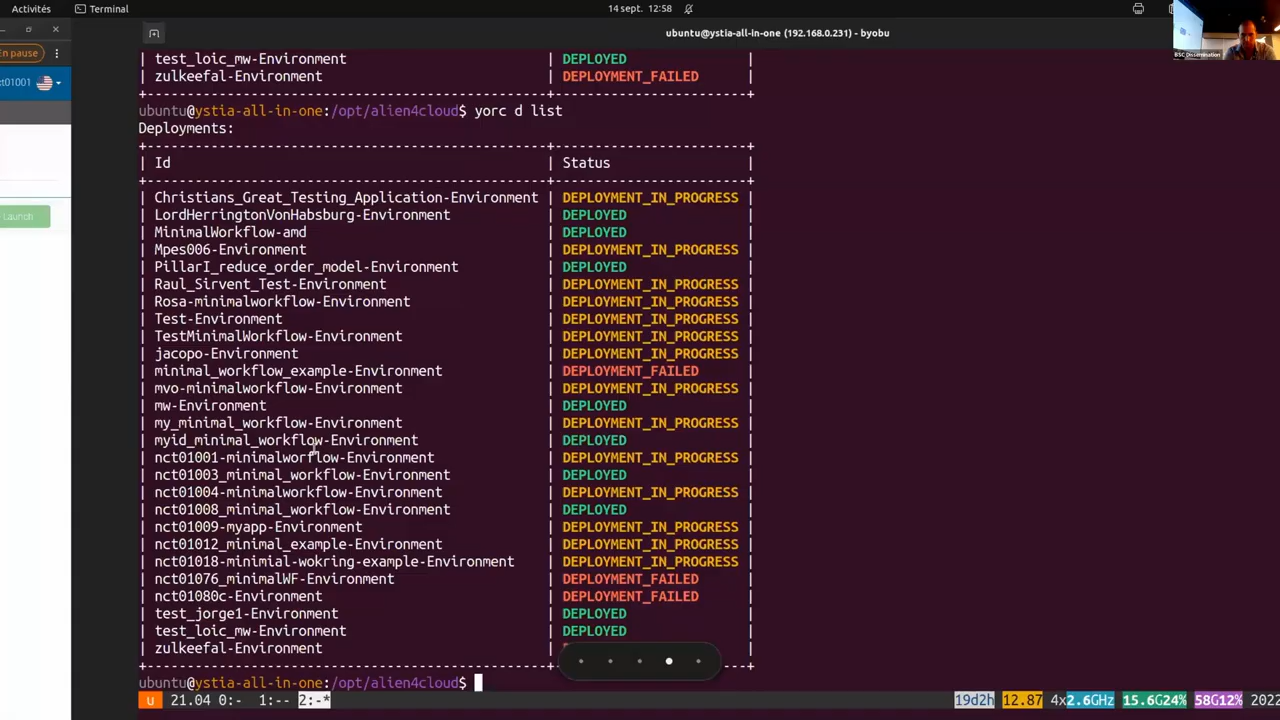 Activités
Terminal
14 sept. 12:58
ubuntu@ystia-all-in-one (192.168.0.231) - byobu
En pause
ct01001
Launch
BSC Dissemination
| test_loic_mw-Environment | DEPLOYED |
| zulkeefal-Environment | DEPLOYMENT_FAILED |
ubuntu@ystia-all-in-one:/opt/alien4cloud$ yorc d list
Deployments:
| Id | Status |
| Christians_Great_Testing_Application-Environment | DEPLOYMENT_IN_PROGRESS |
| LordHerringtonVonHabsburg-Environment | DEPLOYED |
| MinimalWorkflow-amd | DEPLOYED |
| Mpes006-Environment | DEPLOYMENT_IN_PROGRESS |
| PillarI_reduce_order_model-Environment | DEPLOYED |
| Raul_Sirvent_Test-Environment | DEPLOYMENT_IN_PROGRESS |
| Rosa-minimalworkflow-Environment | DEPLOYMENT_IN_PROGRESS |
| Test-Environment | DEPLOYMENT_IN_PROGRESS |
| TestMinimalWorkflow-Environment | DEPLOYMENT_IN_PROGRESS |
| jacopo-Environment | DEPLOYMENT_IN_PROGRESS |
| minimal_workflow_example-Environment | DEPLOYMENT_FAILED |
| mvo-minimalworkflow-Environment | DEPLOYMENT_IN_PROGRESS |
| mw-Environment | DEPLOYED |
| my_minimal_workflow-Environment | DEPLOYMENT_IN_PROGRESS |
| myid_minimal_workflow-Environment | DEPLOYED |
| nct01001-minimalworflow-Environment | DEPLOYMENT_IN_PROGRESS |
| nct01003_minimal_workflow-Environment | DEPLOYED |
| nct01004-minimalworkflow-Environment | DEPLOYMENT_IN_PROGRESS |
| nct01008_minimal_workflow-Environment | DEPLOYED |
| nct01009-myapp-Environment | DEPLOYMENT_IN_PROGRESS |
| nct01012_minimal_example-Environment | DEPLOYMENT_IN_PROGRESS |
| nct01018-minimial-wokring-example-Environment | DEPLOYMENT_IN_PROGRESS |
| nct01076_minimalWF-Environment | DEPLOYMENT_FAILED |
| nct01080c-Environment | DEPLOYMENT_FAILED |
| test_jorge1-Environment | DEPLOYED |
| test_loic_mw-Environment | DEPLOYED |
| zulkeefal-Environment | |
ubuntu@ystia-all-in-one:/opt/alien4cloud$
u 21.04 0:- 1:-- 2:-* 19d2h 12.87 4x2.6GHz 15.6G24% 58G12% 2022